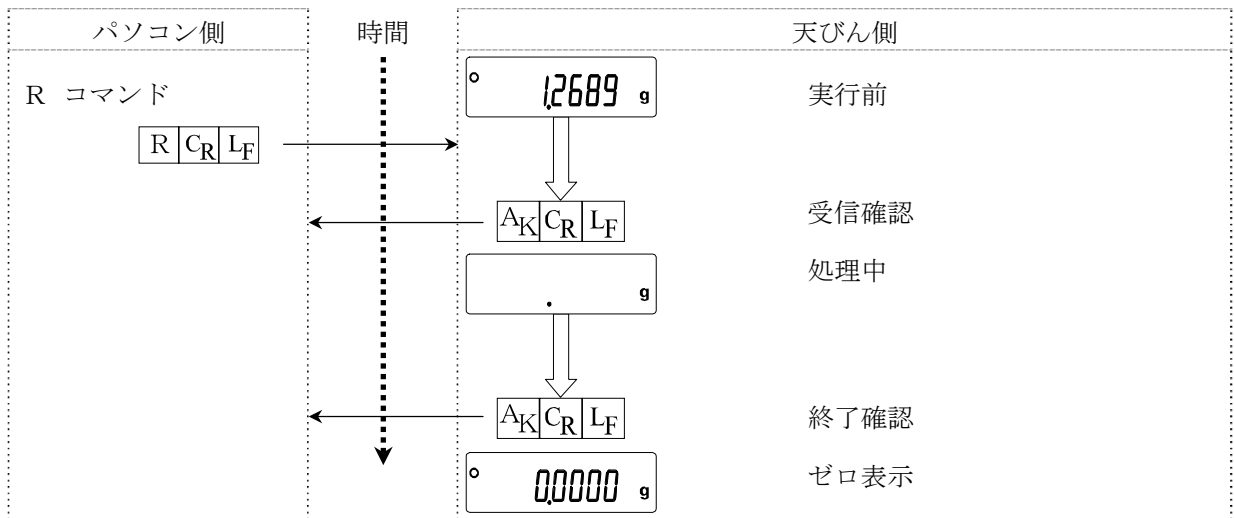 パソコン側 時間 天びん側
R コマンド
1.2689 g 実行前
R CR LF
AK CR LF 受信確認
. g 処理中
AK CR LF 終了確認
0.0000 g ゼロ表示